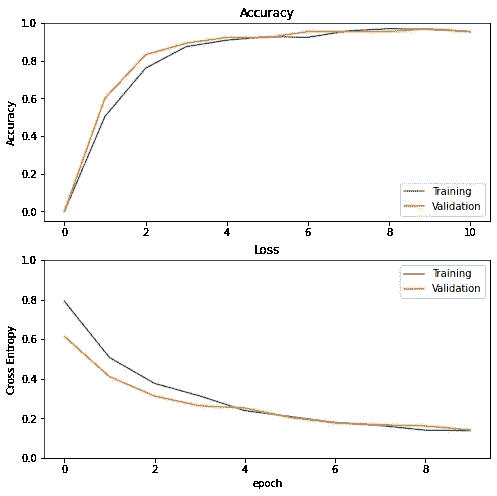 Accuracy
Accuracy
1.0
0.8
0.6
0.4
0.2
0.0
0 2 4 6 8 10
Training
Validation
Loss
Cross Entropy
1.0
0.8
0.6
0.4
0.2
0.0
0 2 4 6 8
epoch
Training
Validation